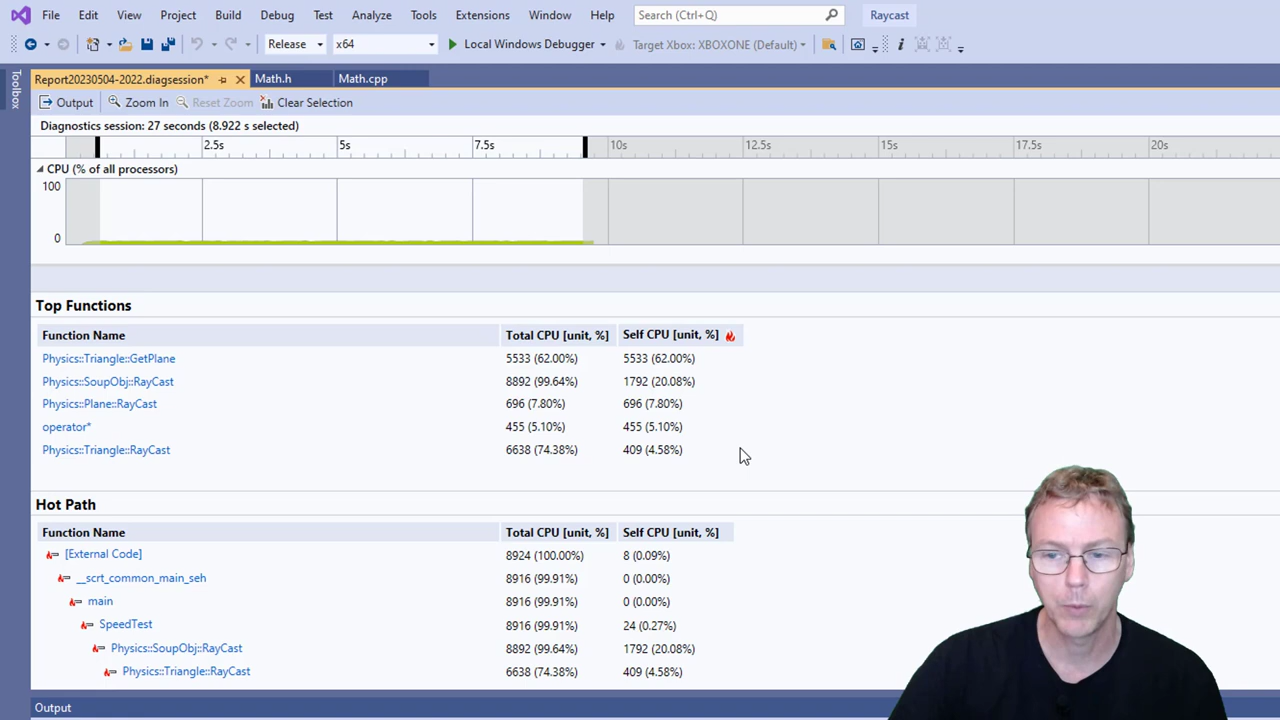 File Edit View Project Build Debug Test Analyze Tools Extensions Window Help Search (Ctrl+Q) Raycast
Release x64 Local Windows Debugger Target Xbox: XBOXONE (Default)
Toolbox
Report20230504-2022.diagsession* Math.h Math.cpp
Output Zoom In Reset Zoom Clear Selection
Diagnostics session: 27 seconds (8.922 s selected)
2.5s 5s 7.5s 10s 12.5s 15s 17.5s 20s
CPU (% of all processors)
100
0
Top Functions
Function Name Total CPU [unit, %] Self CPU [unit, %]
Physics::Triangle::GetPlane 5533 (62.00%) 5533 (62.00%)
Physics::SoupObj::RayCast 8892 (99.64%) 1792 (20.08%)
Physics::Plane::RayCast 696 (7.80%) 696 (7.80%)
operator* 455 (5.10%) 455 (5.10%)
Physics::Triangle::RayCast 6638 (74.38%) 409 (4.58%)
Hot Path
Function Name Total CPU [unit, %] Self CPU [unit, %]
[External Code] 8924 (100.00%) 8 (0.09%)
__scrt_common_main_seh 8916 (99.91%) 0 (0.00%)
main 8916 (99.91%) 0 (0.00%)
SpeedTest 8916 (99.91%) 24 (0.27%)
Physics::SoupObj::RayCast 8892 (99.64%) 1792 (20.08%)
Physics::Triangle::RayCast 6638 (74.38%) 409 (4.58%)
Output